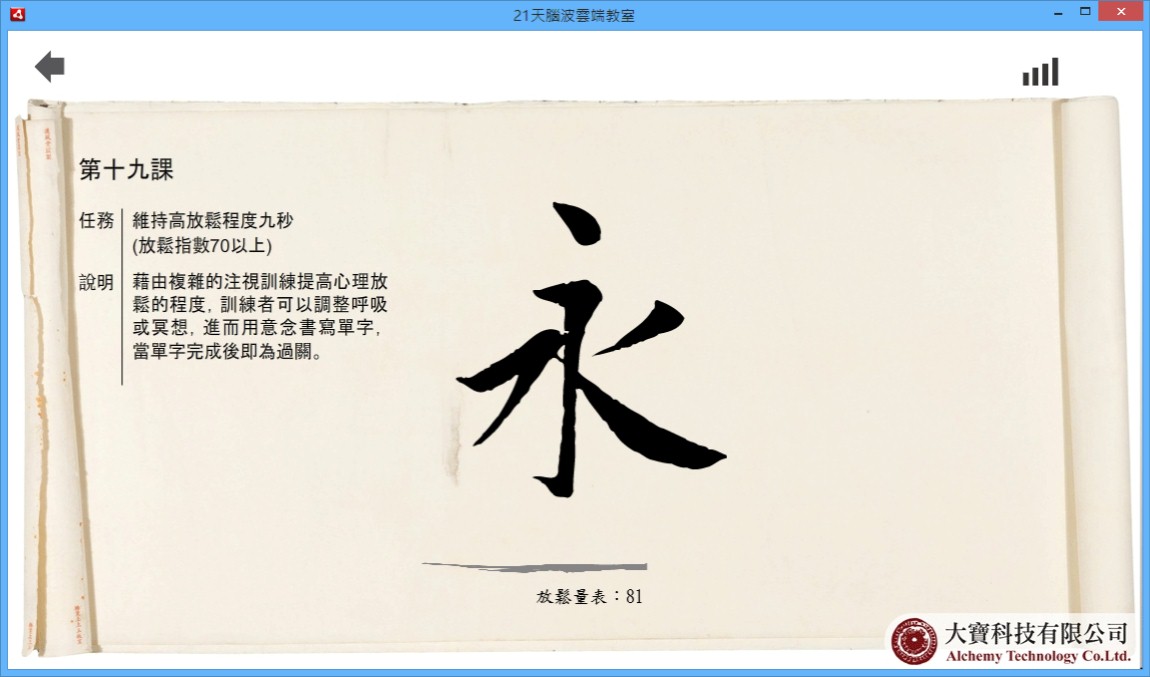 21天腦波雲端教室
第十九課
任務 維持高放鬆程度九秒
(放鬆指數70以上)
說明 藉由複雜的注視訓練提高心理放
鬆的程度, 訓練者可以調整呼吸
或冥想, 進而用意念書寫單字,
當單字完成後即為過關。
永
放鬆量表：81
大寶科技有限公司
Alchemy Technology Co.Ltd.